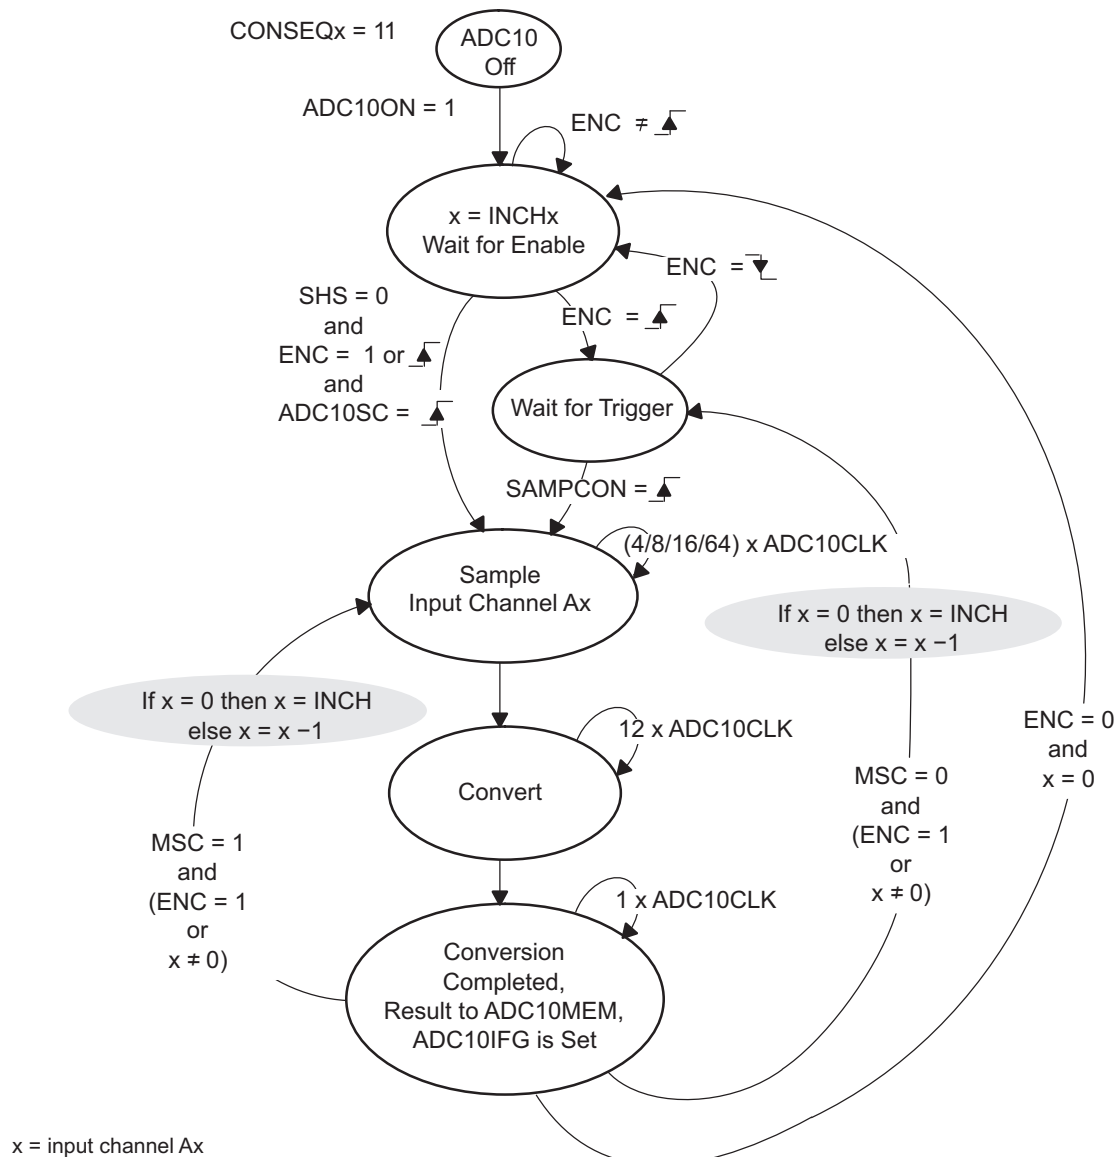 CONSEQx = 11
ADC10
Off
ADC10ON = 1
ENC ≠
x = INCHx
Wait for Enable
ENC =
SHS = 0
and
ENC = 1 or
and
ADC10SC =
ENC =
Wait for Trigger
SAMPCON =
(4/8/16/64) x ADC10CLK
Sample
Input Channel Ax
If x = 0 then x = INCH
else x = x −1
If x = 0 then x = INCH
else x = x −1
ENC = 0
and
x = 0
12 x ADC10CLK
Convert
MSC = 0
and
(ENC = 1
or
x ≠ 0)
MSC = 1
and
(ENC = 1
or
x ≠ 0)
1 x ADC10CLK
Conversion
Completed,
Result to ADC10MEM,
ADC10IFG is Set
x = input channel Ax